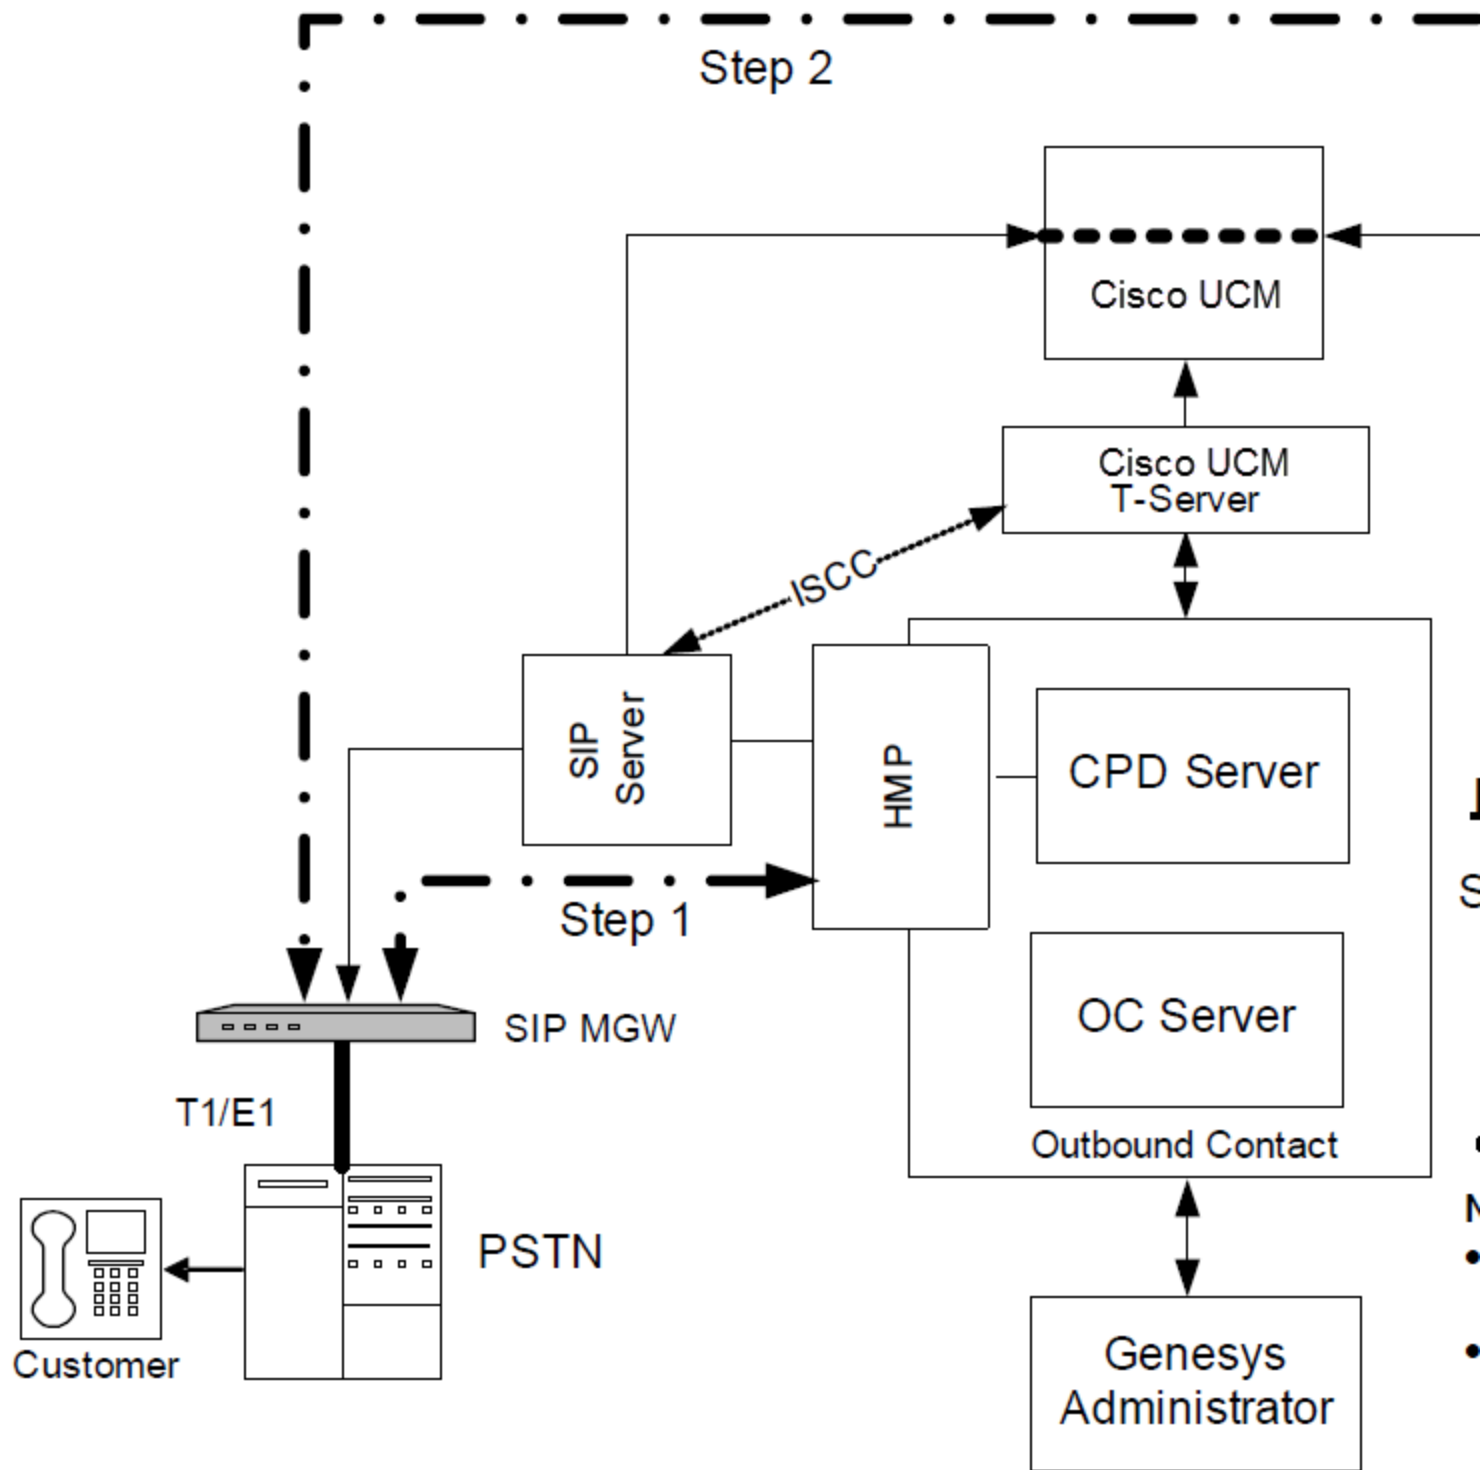 Step 2
Cisco UCM
Cisco UCM
T-Server
ISCC
SIP
Server
HMP
CPD Server
Step 1
OC Server
SIP MGW
T1/E1
Outbound Contact
PSTN
Customer
Genesys
Administrator